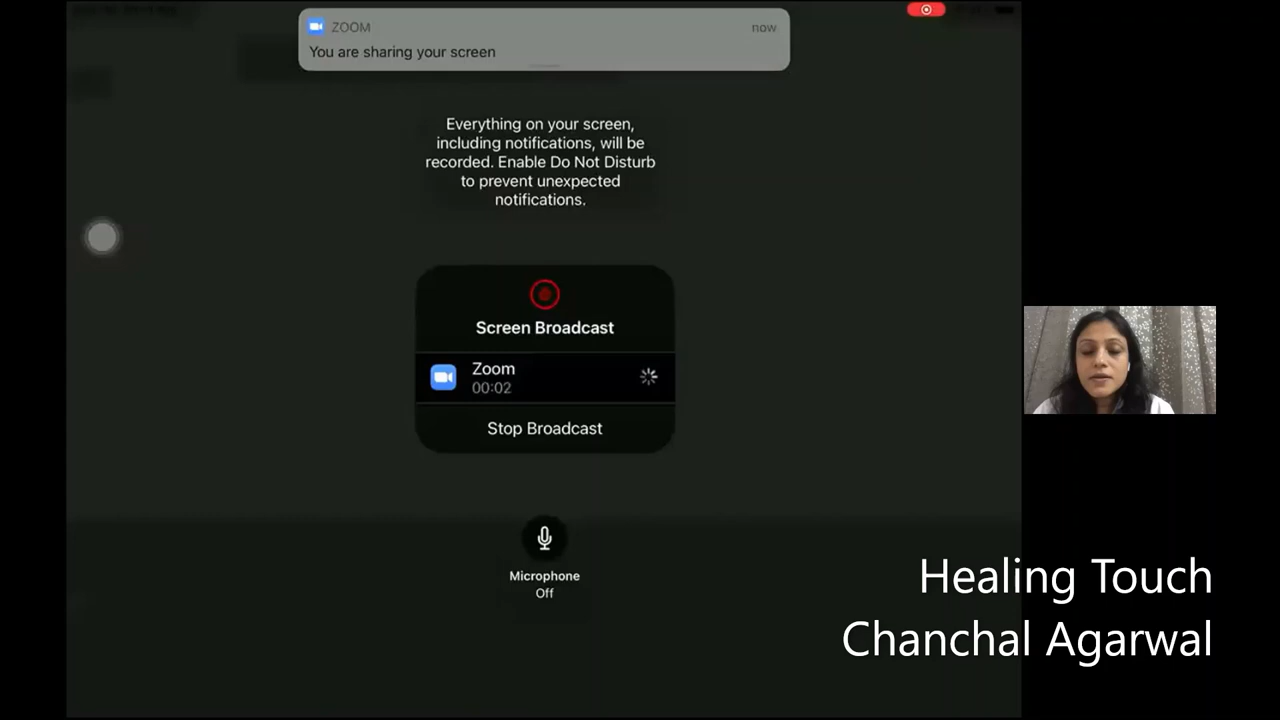 ZOOM
now
You are sharing your screen
Everything on your screen,
including notifications, will be
recorded. Enable Do Not Disturb
to prevent unexpected
notifications.
Screen Broadcast
Zoom
00:02
Stop Broadcast
Microphone
Off
Healing Touch
Chanchal Agarwal